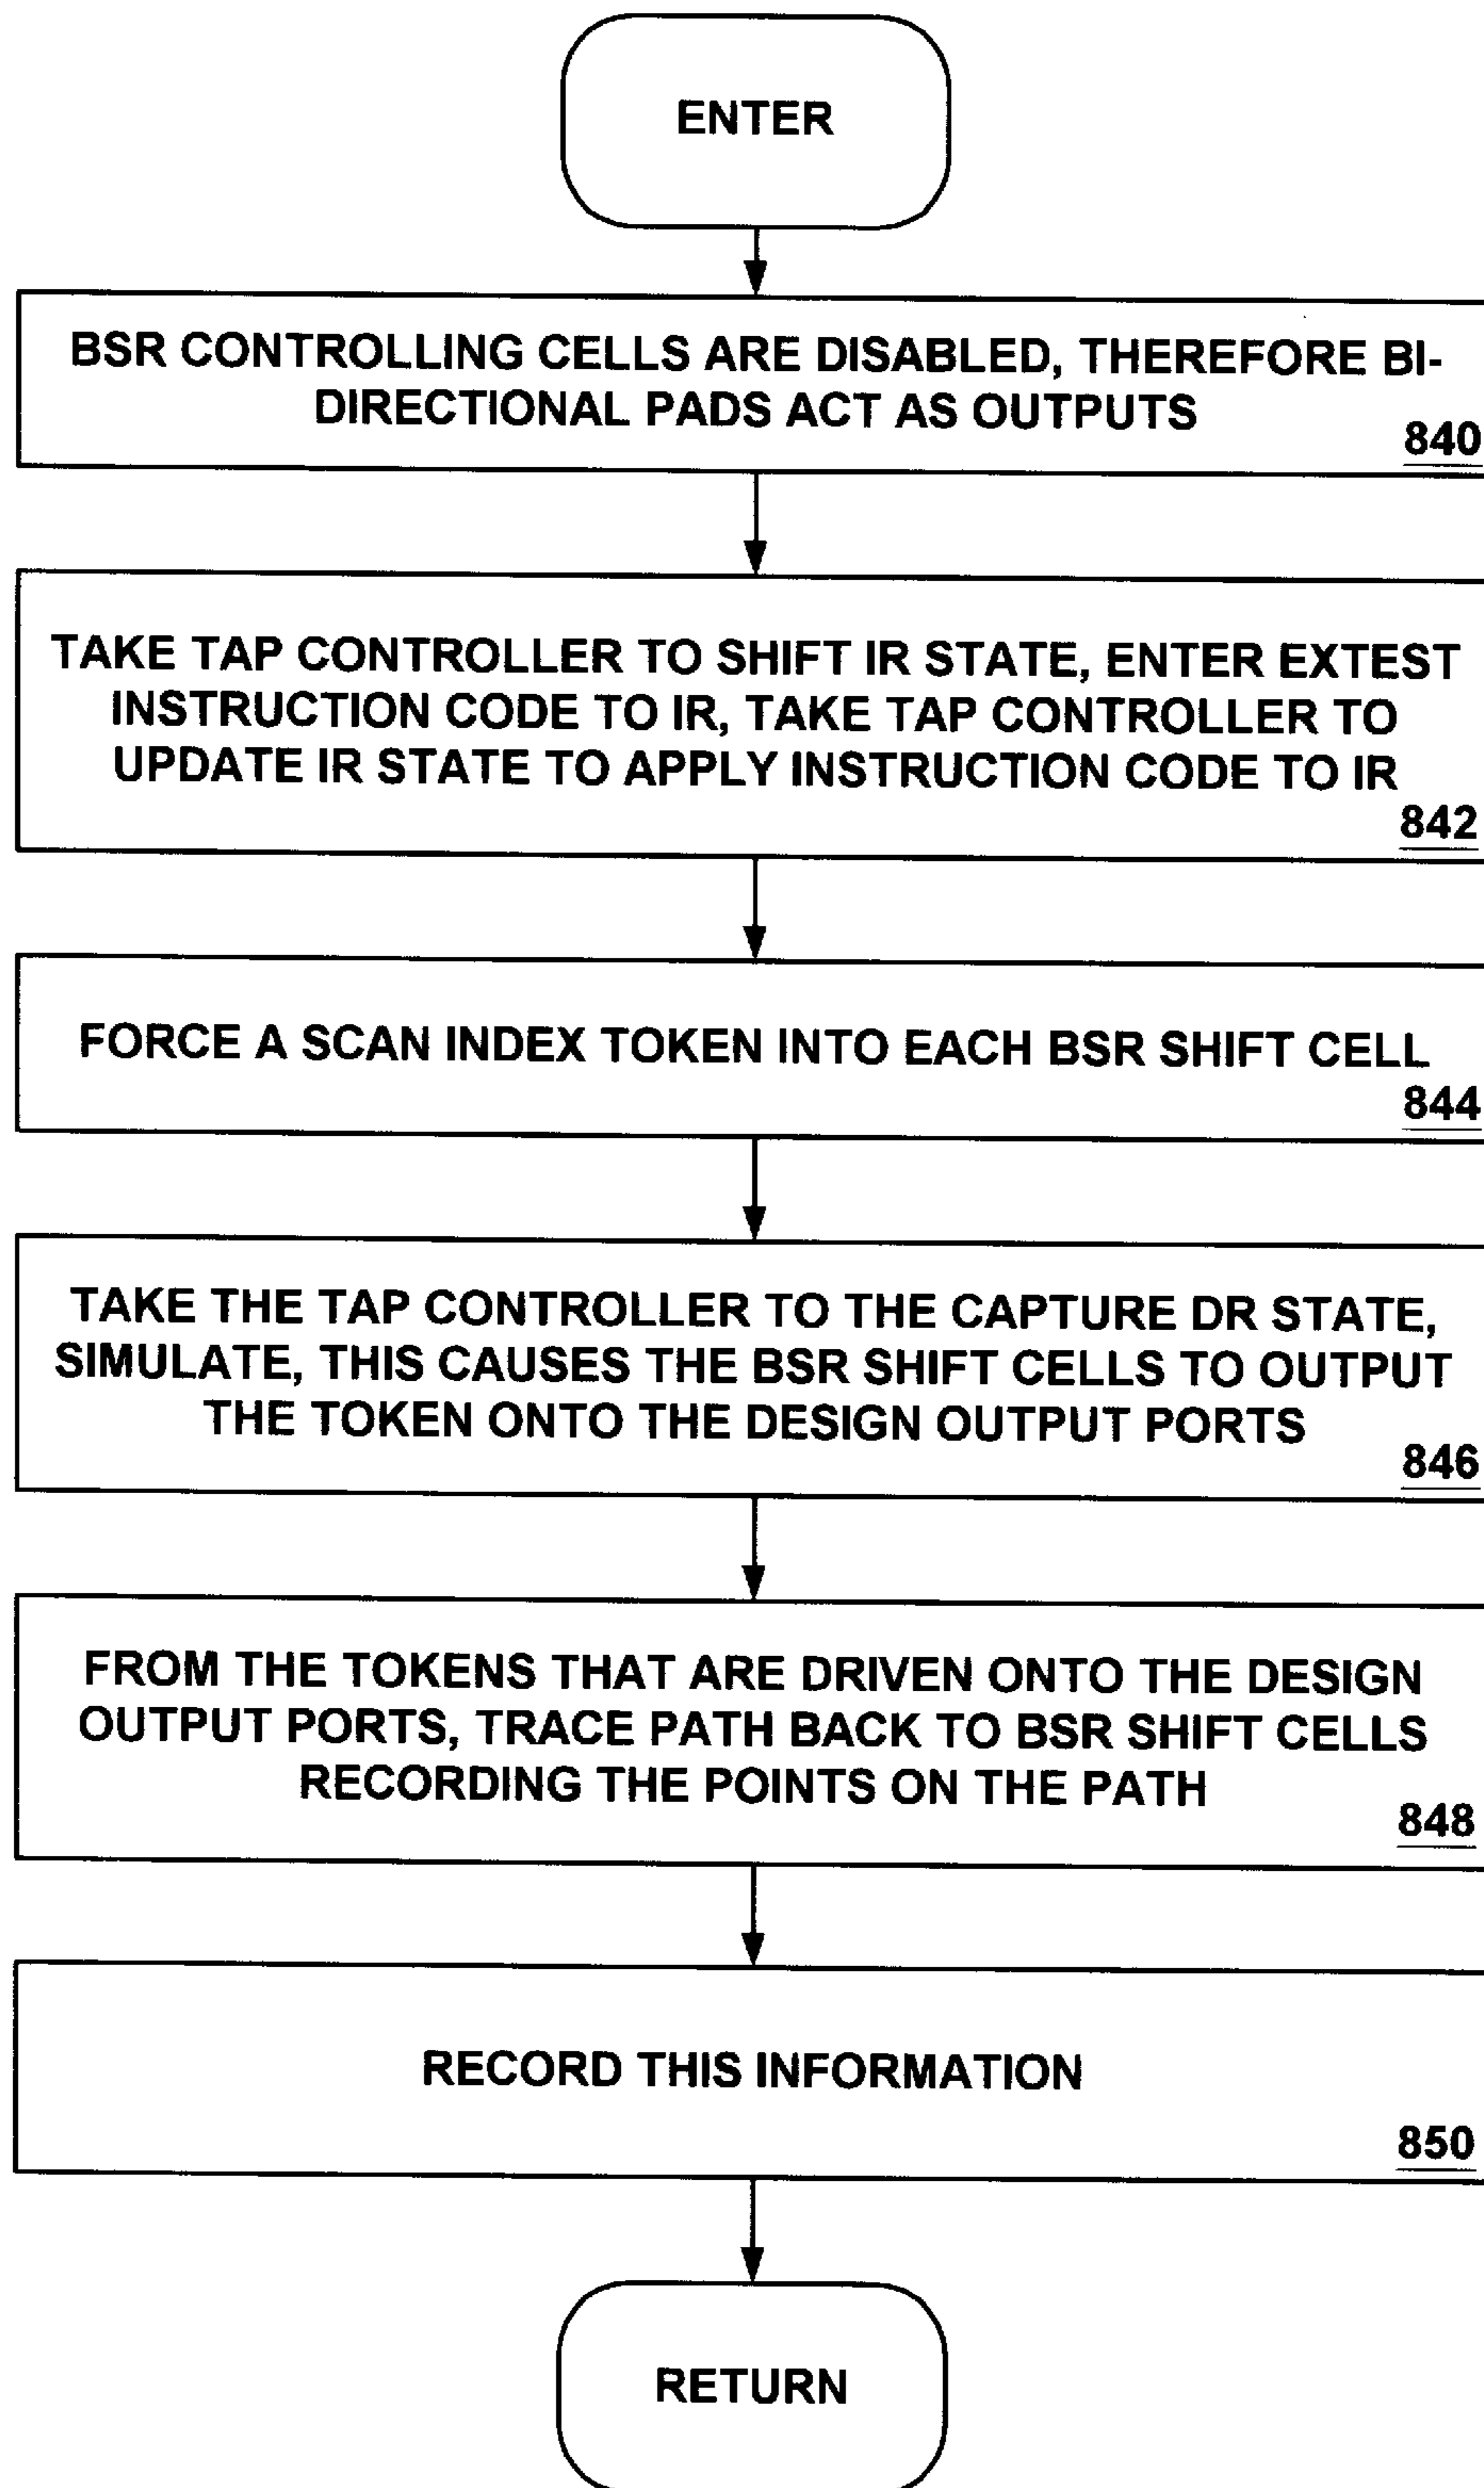 ENTER
BSR CONTROLLING CELLS ARE DISABLED, THEREFORE BI-
DIRECTIONAL PADS ACT AS OUTPUTS
840
TAKE TAP CONTROLLER TO SHIFT IR STATE, ENTER EXTEST
INSTRUCTION CODE TO IR, TAKE TAP CONTROLLER TO
UPDATE IR STATE TO APPLY INSTRUCTION CODE TO IR
842
FORCE A SCAN INDEX TOKEN INTO EACH BSR SHIFT CELL
844
TAKE THE TAP CONTROLLER TO THE CAPTURE DR STATE,
SIMULATE, THIS CAUSES THE BSR SHIFT CELLS TO OUTPUT
THE TOKEN ONTO THE DESIGN OUTPUT PORTS
846
FROM THE TOKENS THAT ARE DRIVEN ONTO THE DESIGN
OUTPUT PORTS, TRACE PATH BACK TO BSR SHIFT CELLS
RECORDING THE POINTS ON THE PATH
848
RECORD THIS INFORMATION
850
RETURN